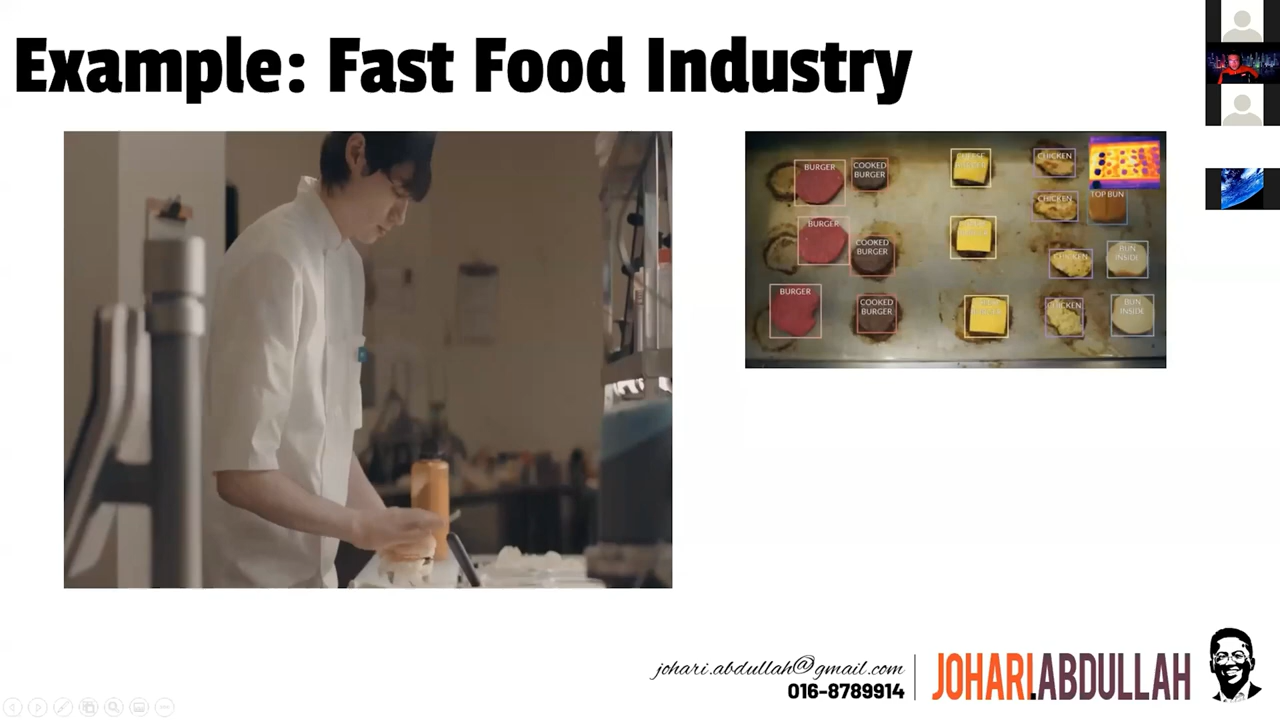 Example: Fast Food Industry
BURGER
COOKED
BURGER
CHEESE
CHICKEN
CHICKEN
TOP BUN
BURGER
COOKED
BURGER
CHICKEN
BUN
INSIDE
BURGER
COOKED
BURGER
CHICKEN
BUN
INSIDE
johari.abdullah@gmail.com
016-8789914
JOHARI.ABDULLAH